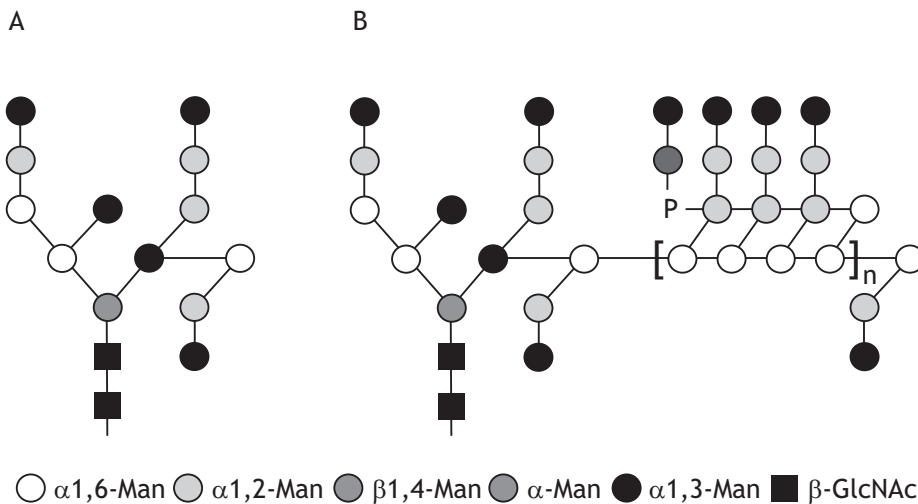 A
B
P
n
α1,6-Man α1,2-Man β1,4-Man α-Man α1,3-Man β-GlcNAc